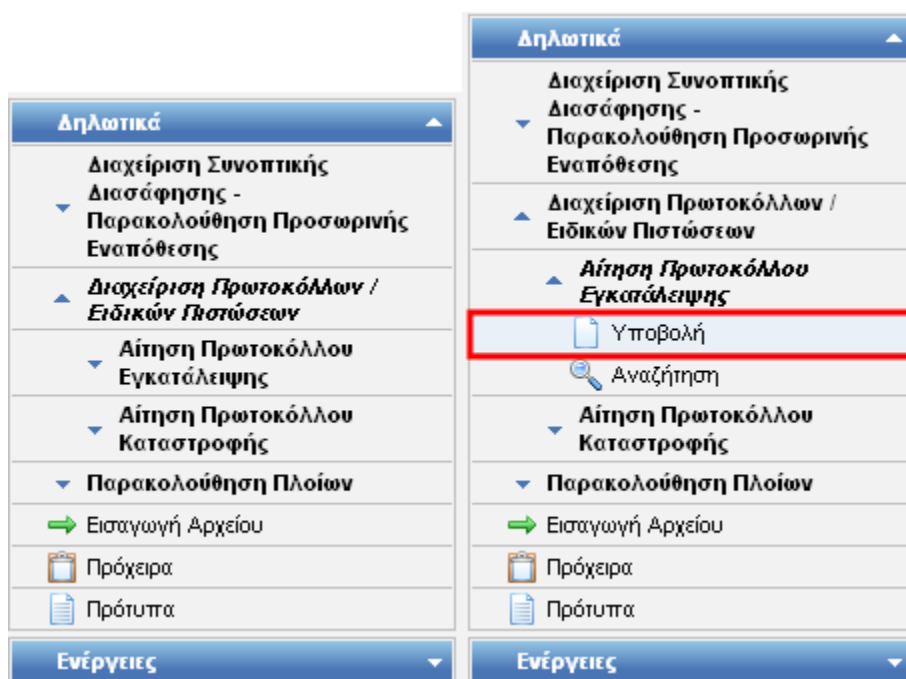 Δηλωτικά
Διαχείριση Συνοπτικής
Διασάφησης -
Παρακολούθηση Προσωρινής
Εναπόθεσης
Διαχείριση Πρωτοκόλλων /
Ειδικών Πιστώσεων
Αίτηση Πρωτοκόλλου
Εγκατάλειψης
Αίτηση Πρωτοκόλλου
Καταστροφής
Παρακολούθηση Πλοίων
Εισαγωγή Αρχείου
Πρόχειρα
Πρότυπα
Ενέργειες
Δηλωτικά
Διαχείριση Συνοπτικής
Διασάφησης -
Παρακολούθηση Προσωρινής
Εναπόθεσης
Διαχείριση Πρωτοκόλλων /
Ειδικών Πιστώσεων
Αίτηση Πρωτοκόλλου
Εγκατάλειψης
Υποβολή
Αναζήτηση
Αίτηση Πρωτοκόλλου
Καταστροφής
Παρακολούθηση Πλοίων
Εισαγωγή Αρχείου
Πρόχειρα
Πρότυπα
Ενέργειες